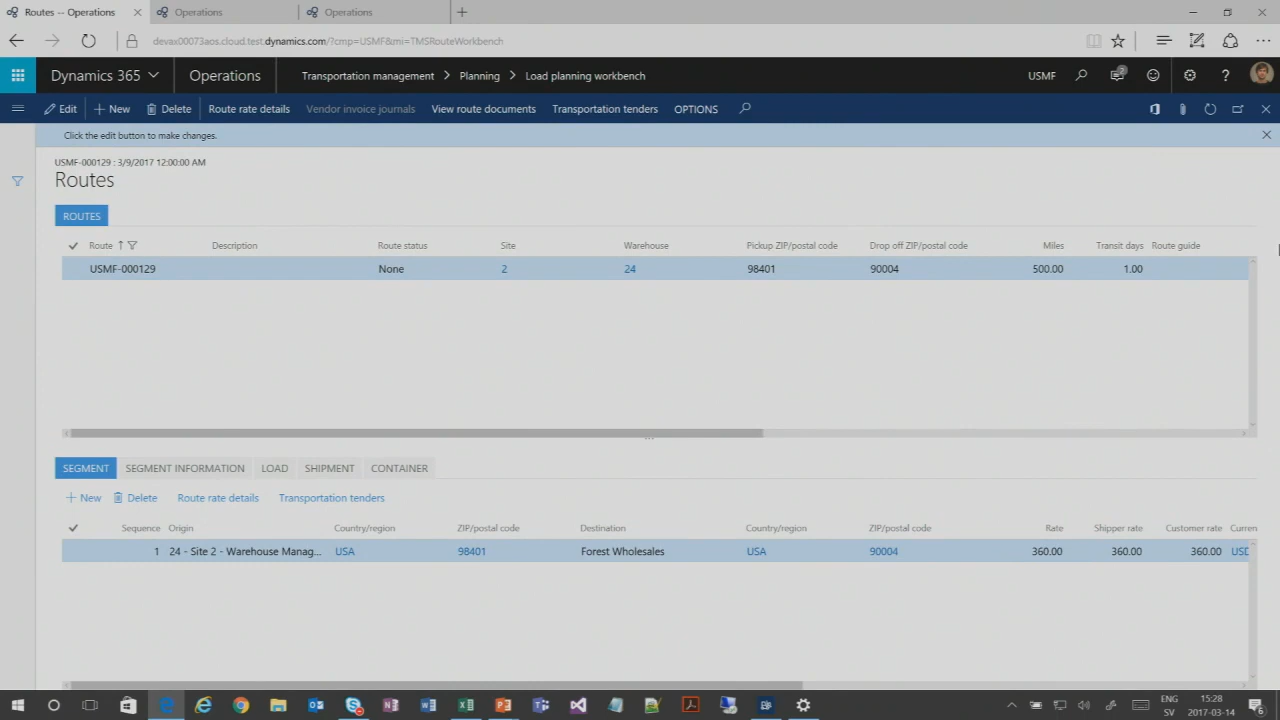 Routes -- Operations
Operations
Operations
devax00073aos.cloud.test.dynamics.com/?cmp=USMF&mi=TMSRouteWorkbench
Dynamics 365
Operations
Transportation management > Planning > Load planning workbench
USMF
Edit
New
Delete
Route rate details
Vendor invoice journals
View route documents
Transportation tenders
OPTIONS
Click the edit button to make changes.
USMF-000129 : 3/9/2017 12:00:00 AM
Routes
ROUTES
Route Description Route status Site Warehouse Pickup ZIP/postal code Drop off ZIP/postal code Miles Transit days Route guide
USMF-000129 None 2 24 98401 90004 500.00 1.00
SEGMENT SEGMENT INFORMATION LOAD SHIPMENT CONTAINER
New Delete Route rate details Transportation tenders
Sequence Origin Country/region ZIP/postal code Destination Country/region ZIP/postal code Rate Shipper rate Customer rate Curren
1 24 - Site 2 - Warehouse Manag... USA 98401 Forest Wholesales USA 90004 360.00 360.00 360.00 USD
ENG
SV
15:28
2017-03-14